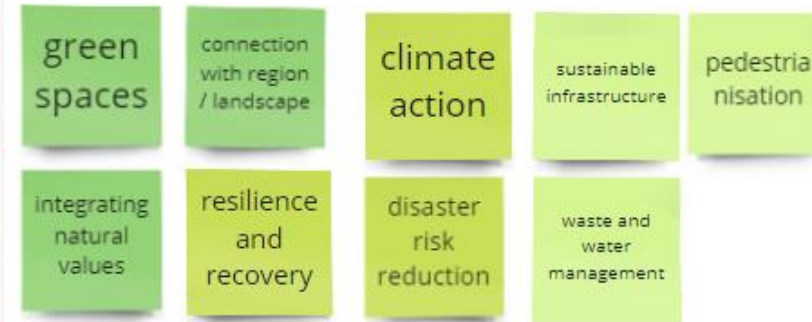 green
spaces
connection
with region
/ landscape
climate
action
sustainable
infrastructure
pedestria
nisation
integrating
natural
values
resilience
and
recovery
disaster
risk
reduction
waste and
water
management